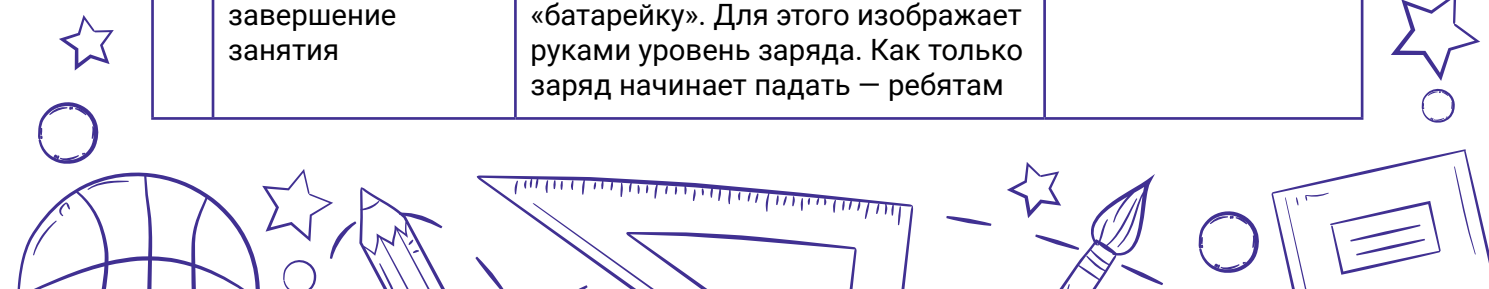 завершение
занятия
«батарейку». Для этого изображает
руками уровень заряда. Как только
заряд начинает падать — ребятам